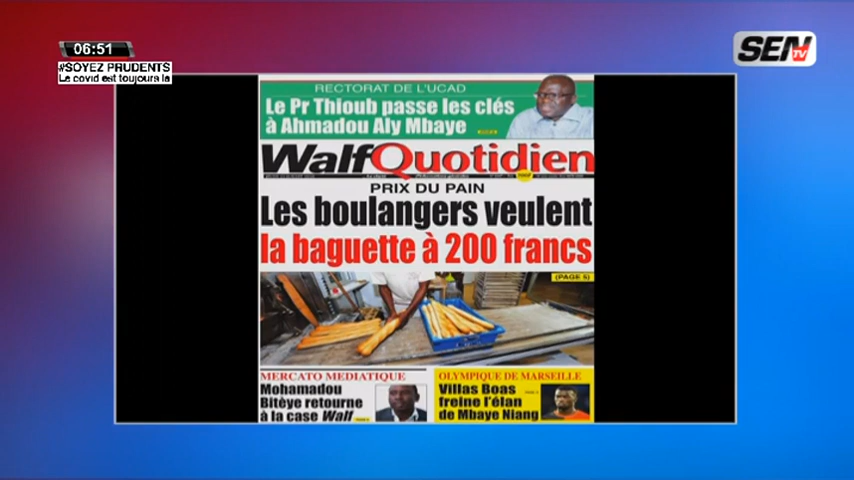 06:51
#SOYEZ PRUDENTS
Le covid est toujours la
SEN TV
RECTORAT DE L'UCAD
Le Pr Thioub passe les clés
à Ahmadou Aly Mbaye
WalfQuotidien
PRIX DU PAIN
Les boulangers veulent
la baguette à 200 francs
(PAGE 5)
MERCATO MEDIATIQUE
Mohamadou
Bitèye retourne
à la case Walf
OLYMPIQUE DE MARSEILLE
Villas Boas
freine l'élan
de Mbaye Niang